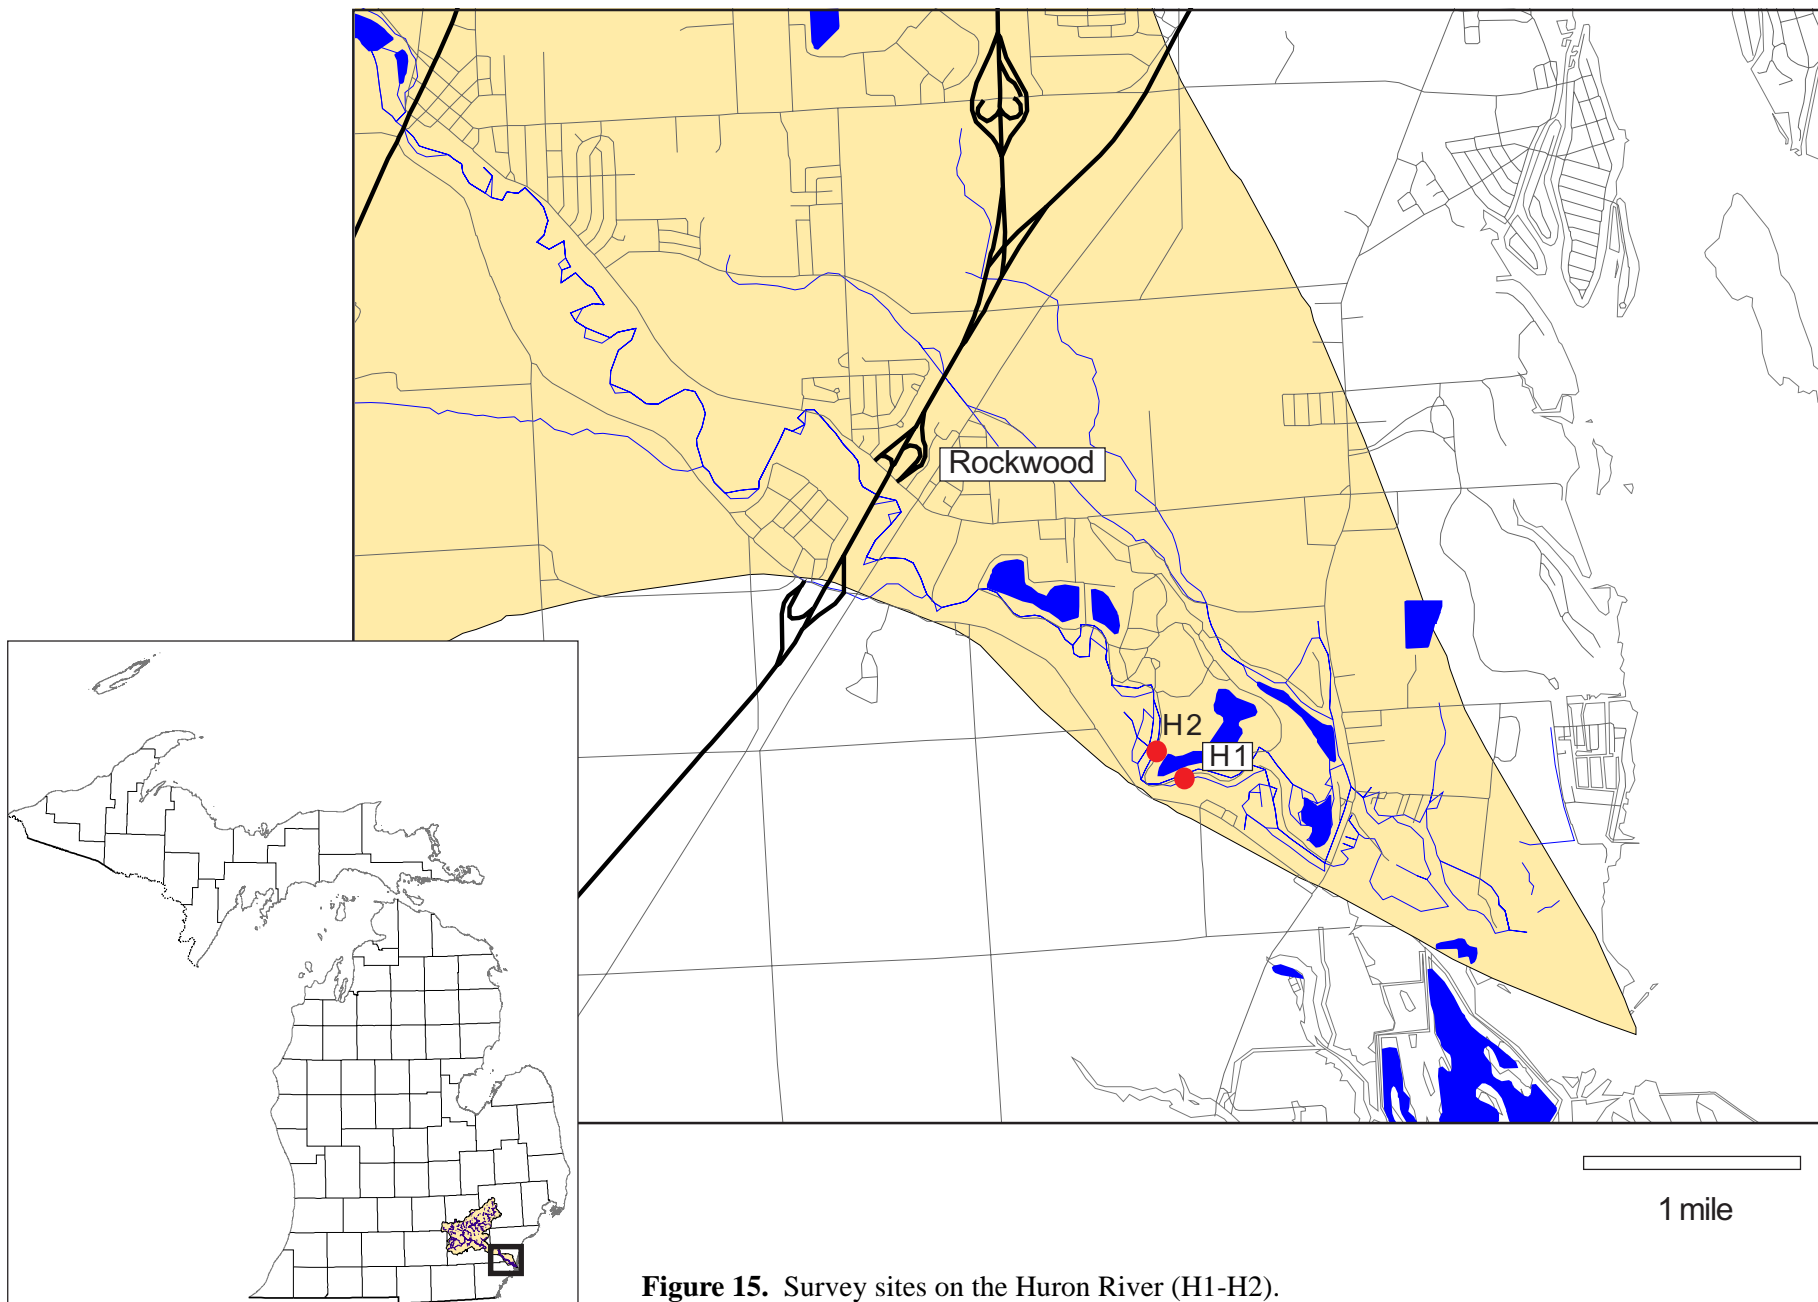 Rockwood
H2
H1
1 mile
Figure 15. Survey sites on the Huron River (H1-H2).